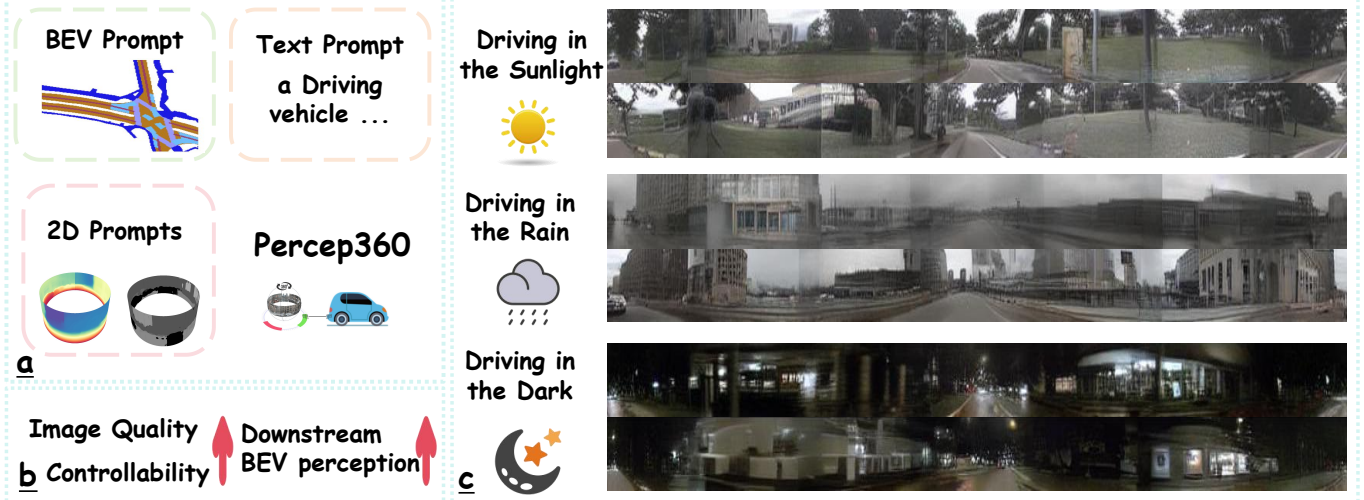 BEV Prompt
Text Prompt
a Driving
vehicle ...
2D Prompts
Percep360
a
Image Quality
Controllability
Downstream
BEV perception
b
Driving in
the Sunlight
Driving in
the Rain
Driving in
the Dark
c